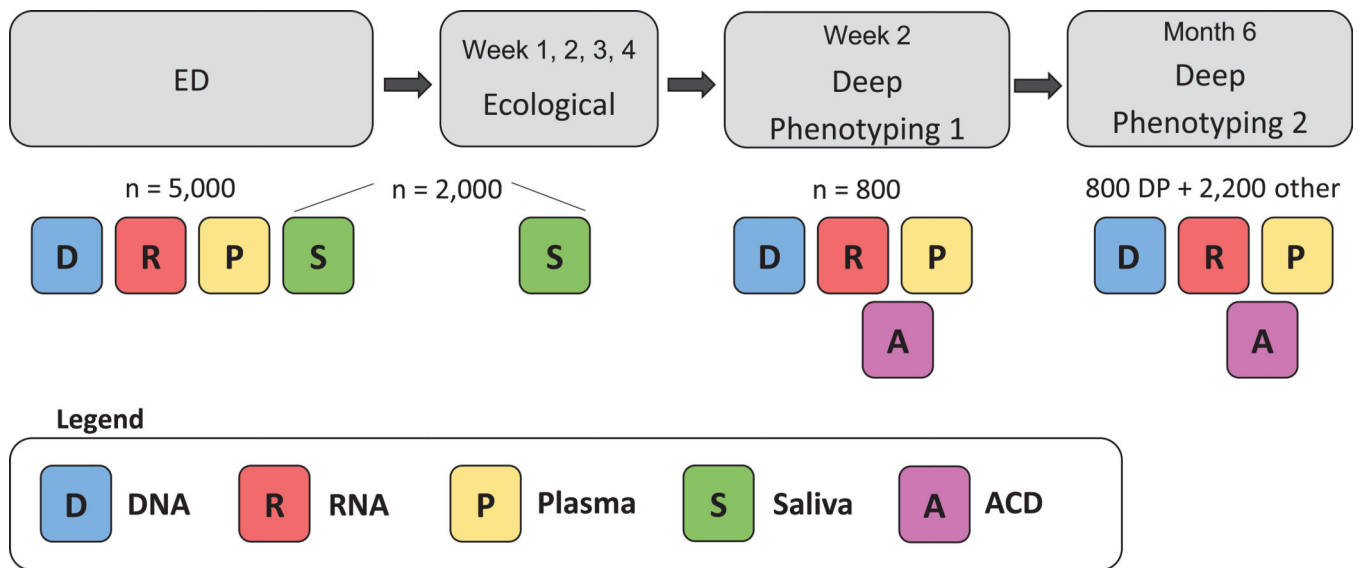 ED
Week 1, 2, 3, 4
Ecological
Week 2
Deep
Phenotyping 1
Month 6
Deep
Phenotyping 2
n = 5,000
n = 2,000
n = 800
800 DP + 2,200 other
D R P S
S
D R P
A
D R P
A
Legend
D DNA R RNA P Plasma S Saliva A ACD